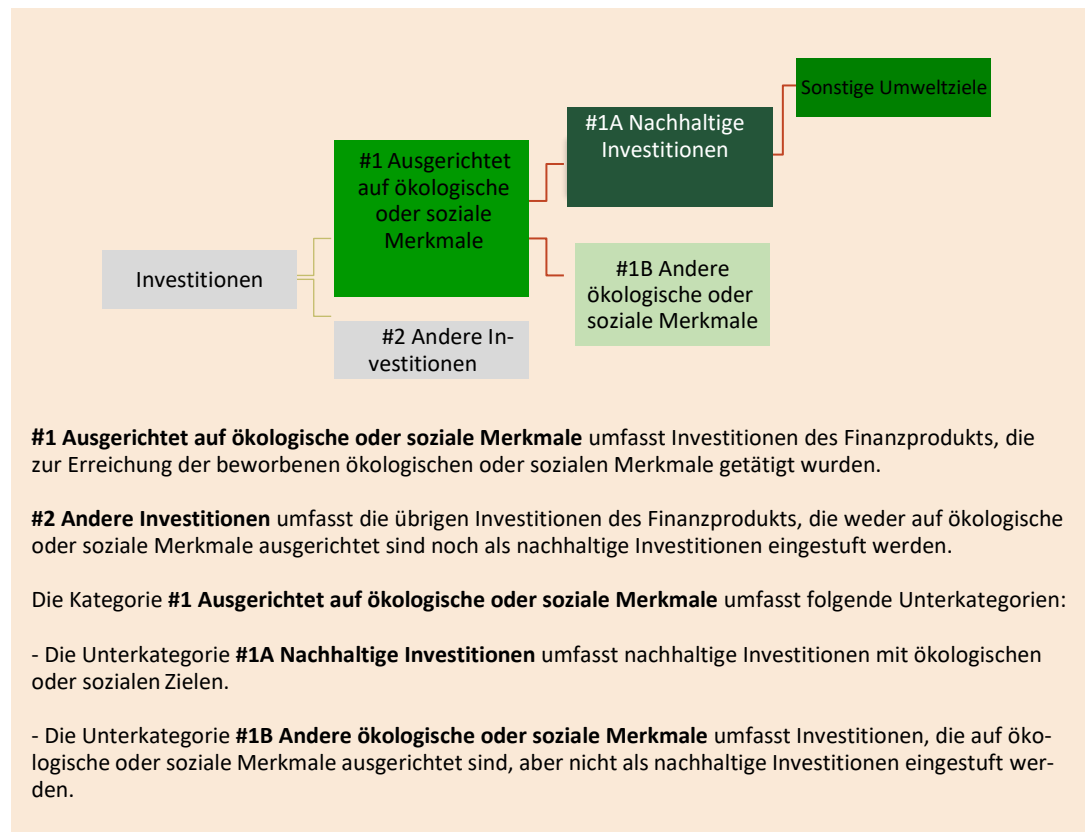 Sonstige Umweltziele
#1A Nachhaltige
Investitionen
#1 Ausgerichtet
auf ökologische
oder soziale
Merkmale
#1B Andere
ökologische oder
soziale Merkmale
Investitionen
#2 Andere In-
vestitionen
#1 Ausgerichtet auf ökologische oder soziale Merkmale umfasst Investitionen des Finanzprodukts, die
zur Erreichung der beworbenen ökologischen oder sozialen Merkmale getätigt wurden.
#2 Andere Investitionen umfasst die übrigen Investitionen des Finanzprodukts, die weder auf ökologische
oder soziale Merkmale ausgerichtet sind noch als nachhaltige Investitionen eingestuft werden.
Die Kategorie #1 Ausgerichtet auf ökologische oder soziale Merkmale umfasst folgende Unterkategorien:
- Die Unterkategorie #1A Nachhaltige Investitionen umfasst nachhaltige Investitionen mit ökologischen
oder sozialen Zielen.
- Die Unterkategorie #1B Andere ökologische oder soziale Merkmale umfasst Investitionen, die auf öko-
logische oder soziale Merkmale ausgerichtet sind, aber nicht als nachhaltige Investitionen eingestuft wer-
den.